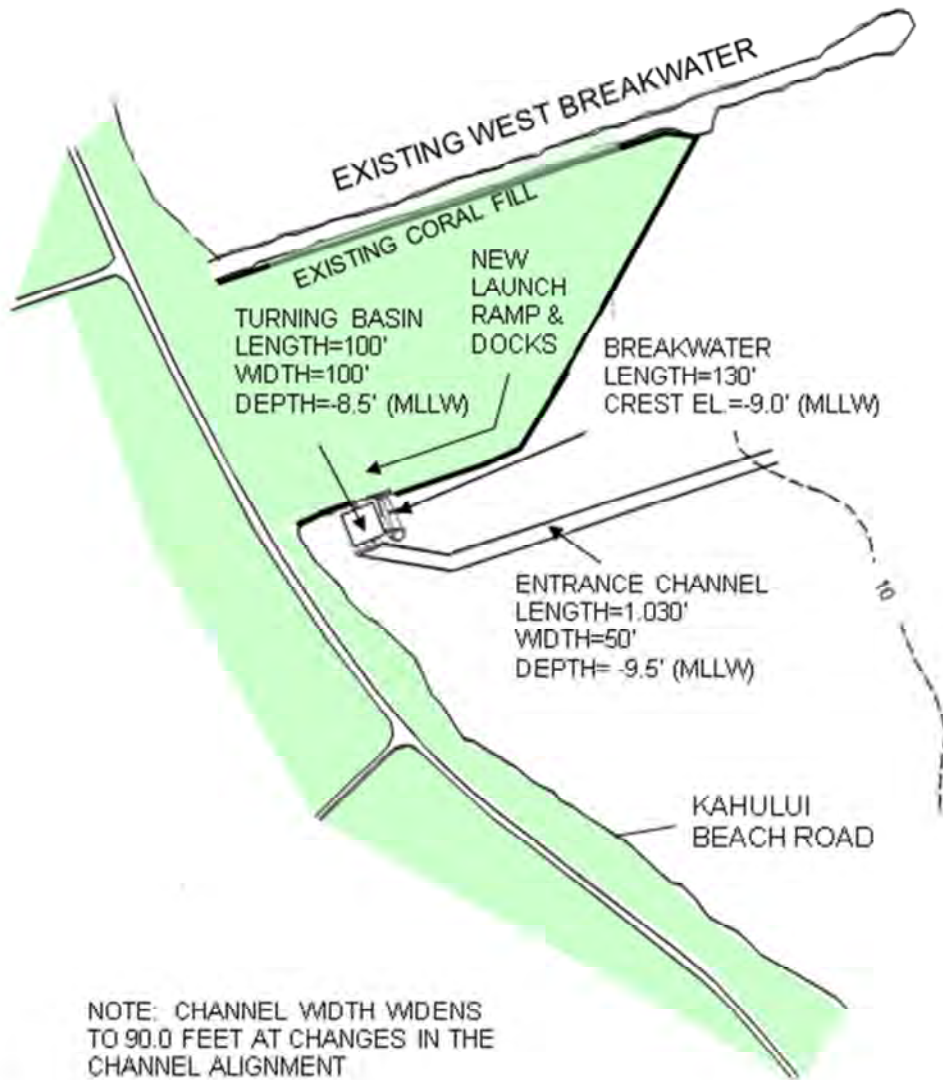 EXISTING WEST BREAKWATER
EXISTING CORAL FILL
NEW
LAUNCH
RAMP &
DOCKS
TURNING BASIN
LENGTH=100'
WIDTH=100'
DEPTH=-8.5' (MLLW)
BREAKWATER
LENGTH=130'
CREST EL.=-9.0' (MLLW)
ENTRANCE CHANNEL
LENGTH=1.030'
WIDTH=50'
DEPTH= -9.5' (MLLW)
10
KAHULUI
BEACH ROAD
NOTE: CHANNEL WIDTH WIDENS
TO 90.0 FEET AT CHANGES IN THE
CHANNEL ALIGNMENT